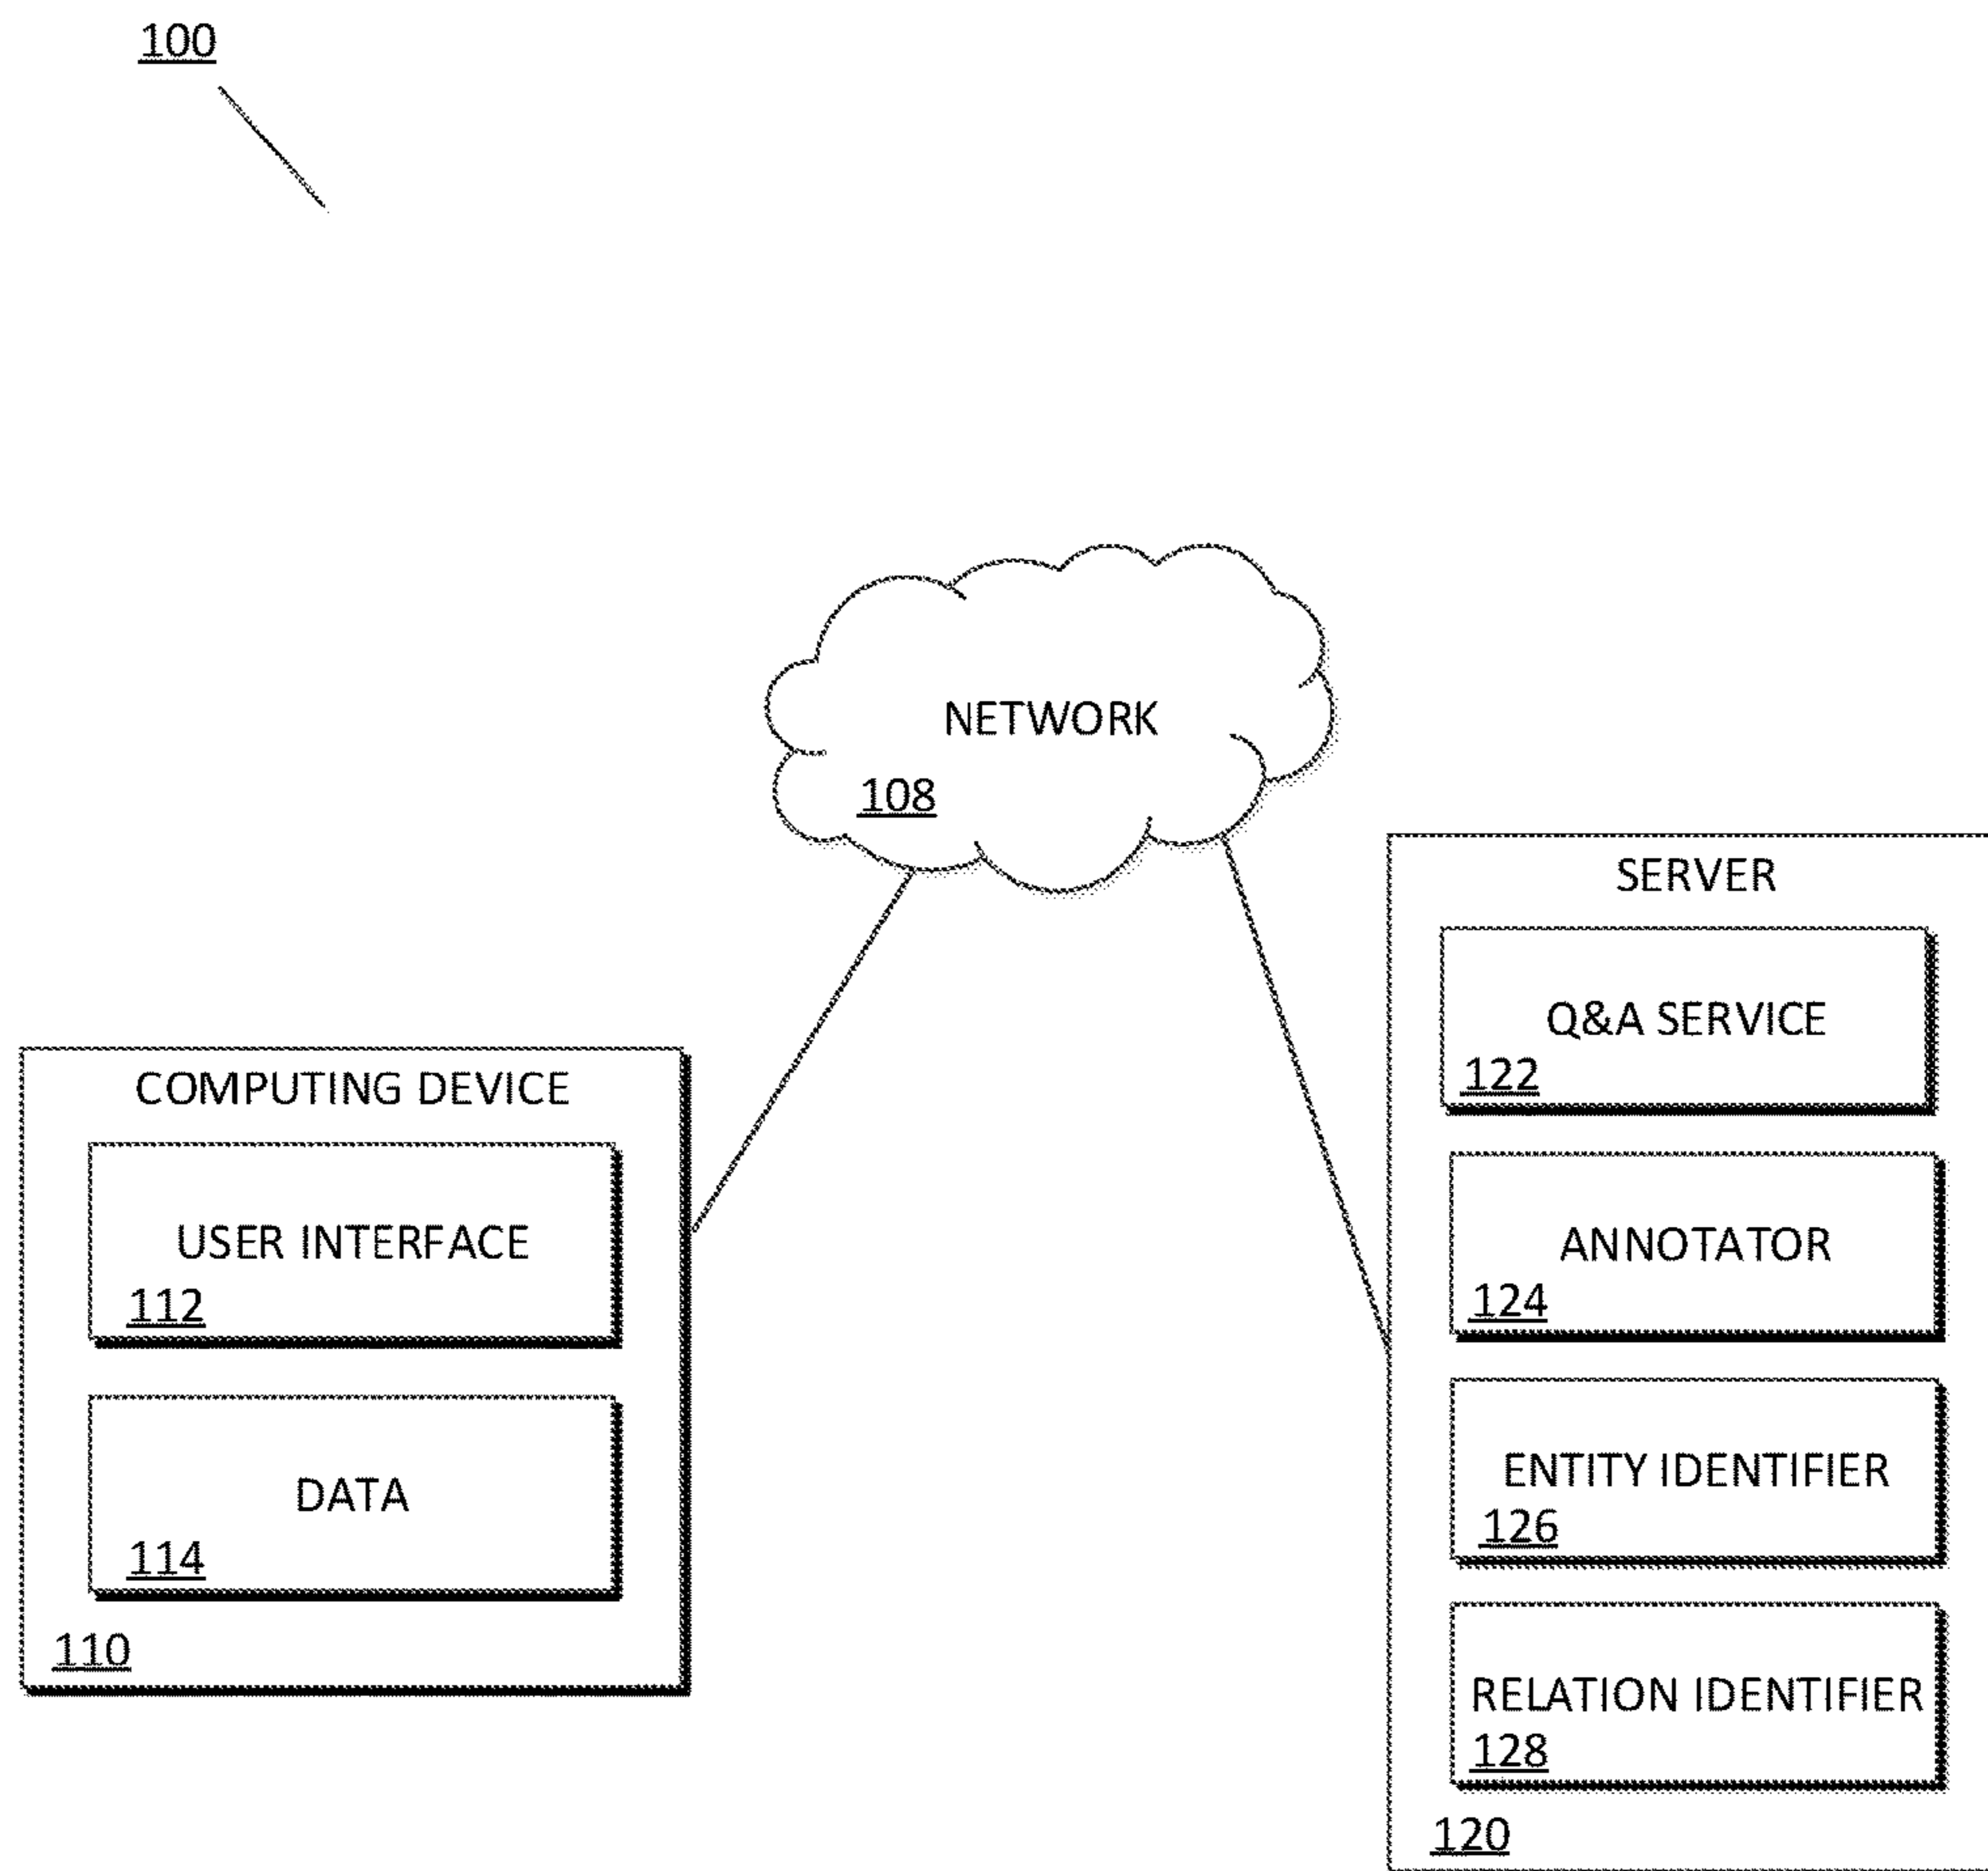 100
NETWORK
108
COMPUTING DEVICE
USER INTERFACE
112
DATA
114
110
SERVER
Q&A SERVICE
122
ANNOTATOR
124
ENTITY IDENTIFIER
126
RELATION IDENTIFIER
128
120